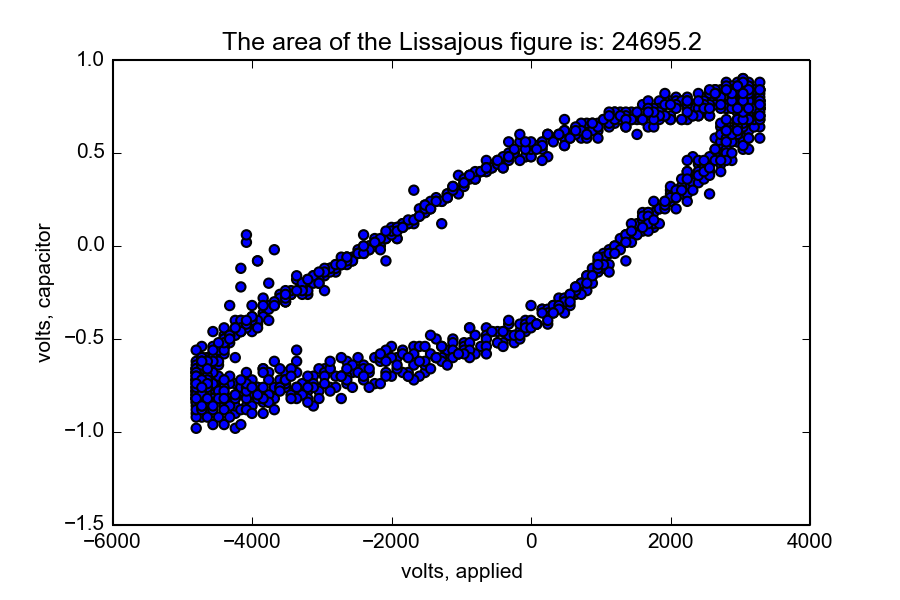 The area of the Lissajous figure is: 24695.2
1.0
0.5
0.0
−0.5
−1.0
−1.5
volts, capacitor
−6000 −4000 −2000 0 2000 4000
volts, applied